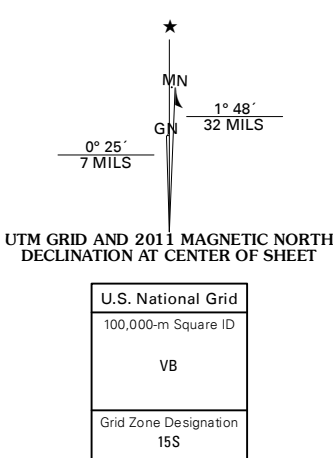 ★
MN
1° 48´
32 MILS
GN
0° 25´
7 MILS
UTM GRID AND 2011 MAGNETIC NORTH
DECLINATION AT CENTER OF SHEET
U.S. National Grid
100,000-m Square ID
VB
Grid Zone Designation
15S